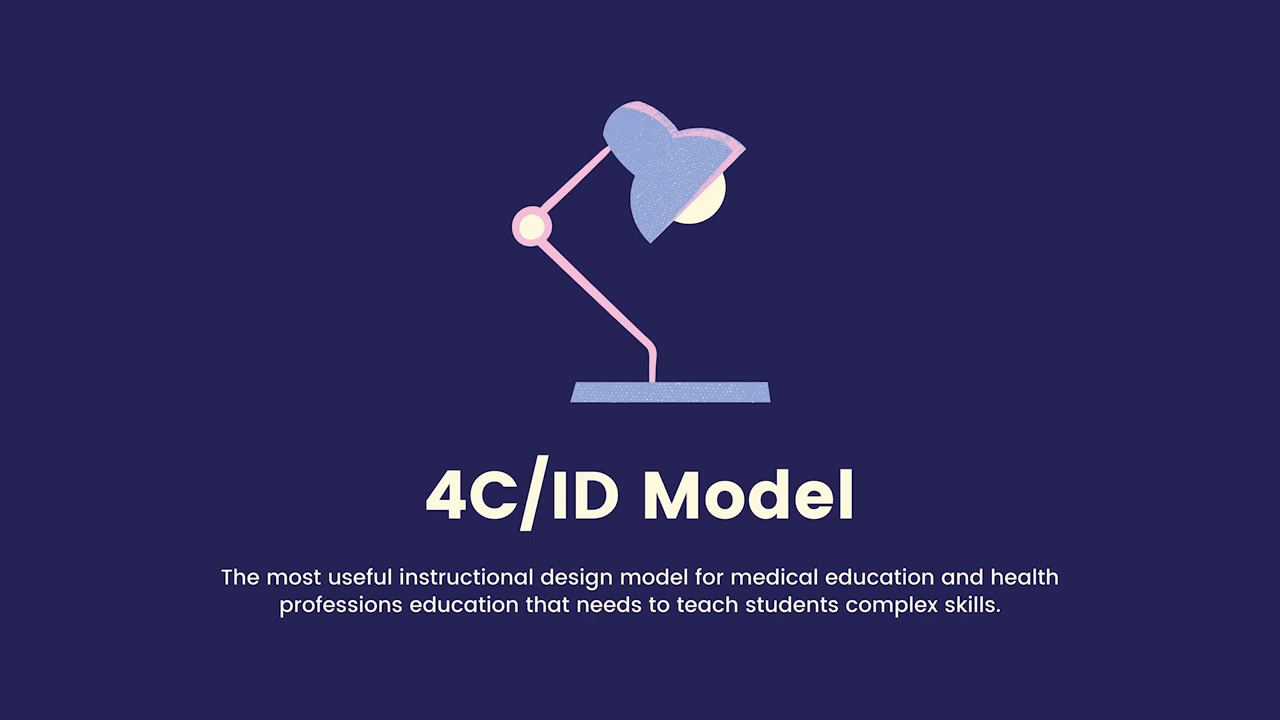 4C/ID Model
The most useful instructional design model for medical education and health
professions education that needs to teach students complex skills.